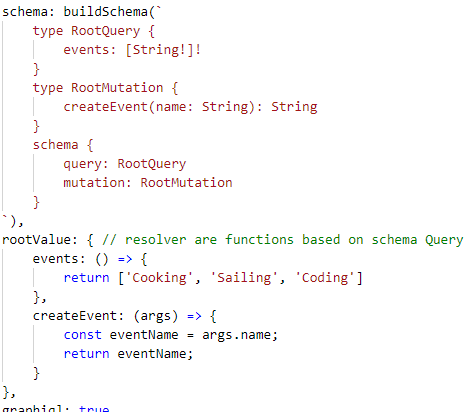 schema: buildSchema(`
    type RootQuery {
        events: [String!]!
    }
    type RootMutation {
        createEvent(name: String): String
    }
    schema {
        query: RootQuery
        mutation: RootMutation
    }
`),
rootValue: { // resolver are functions based on schema Query
    events: () => {
        return ['Cooking', 'Sailing', 'Coding']
    },
    createEvent: (args) => {
        const eventName = args.name;
        return eventName;
    }
},
graphiql: true